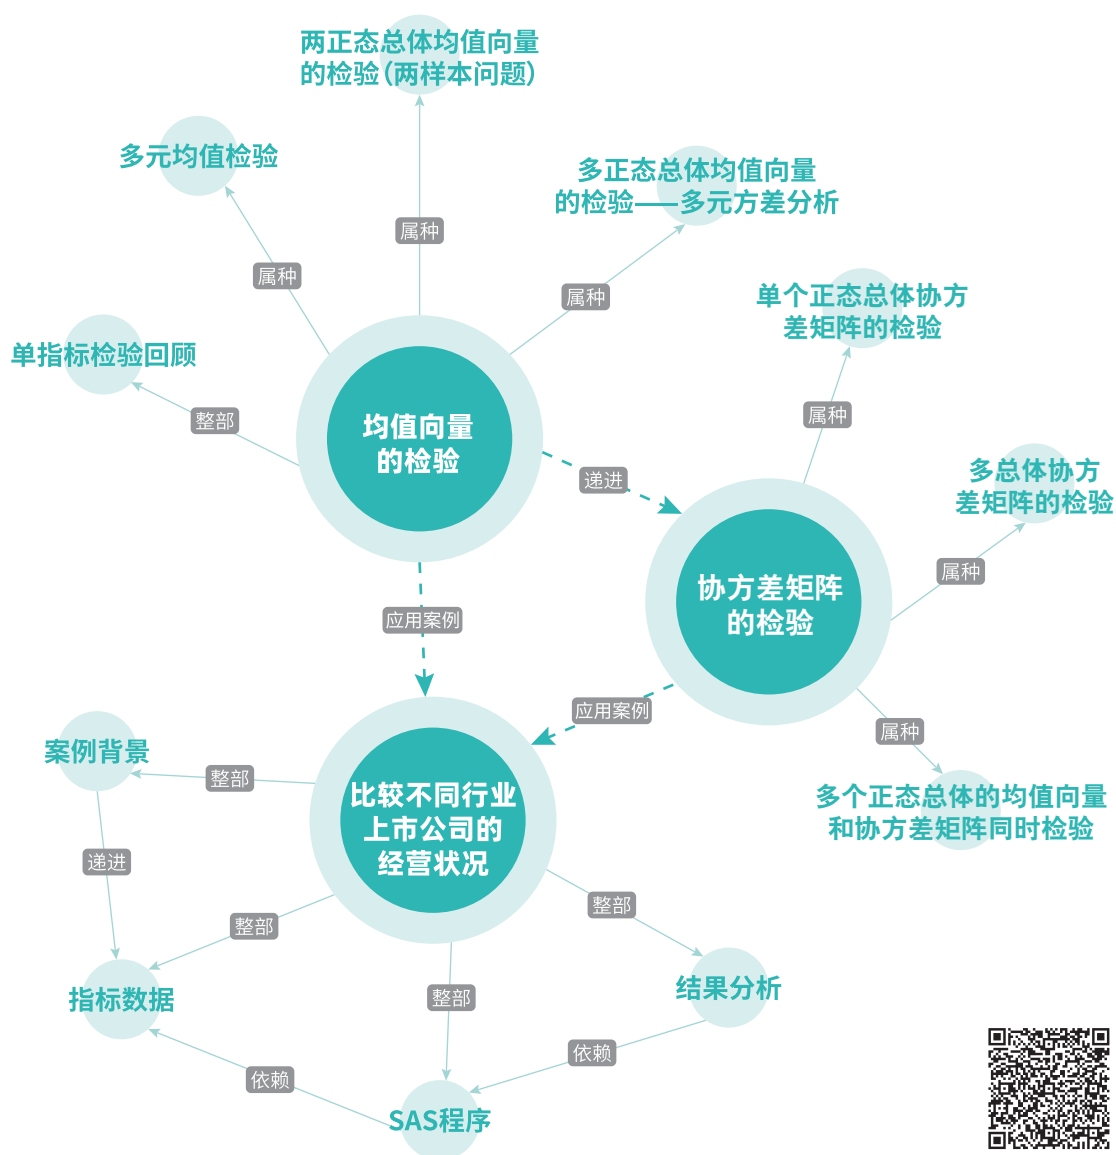 两正态总体均值向量
的检验（两样本问题）
多元均值检验
多正态总体均值向量
的检验——多元方差分析
属种
属种
属种
单个正态总体协方
差矩阵的检验
单指标检验回顾
整部
属种
均值向量
的检验
递进
多总体协方
差矩阵的检验
属种
协方差矩阵
的检验
应用案例
应用案例
属种
案例背景
整部
比较不同行业
上市公司的
经营状况
多个正态总体的均值向量
和协方差矩阵同时检验
递进
整部
整部
指标数据
整部
结果分析
依赖
依赖
SAS程序